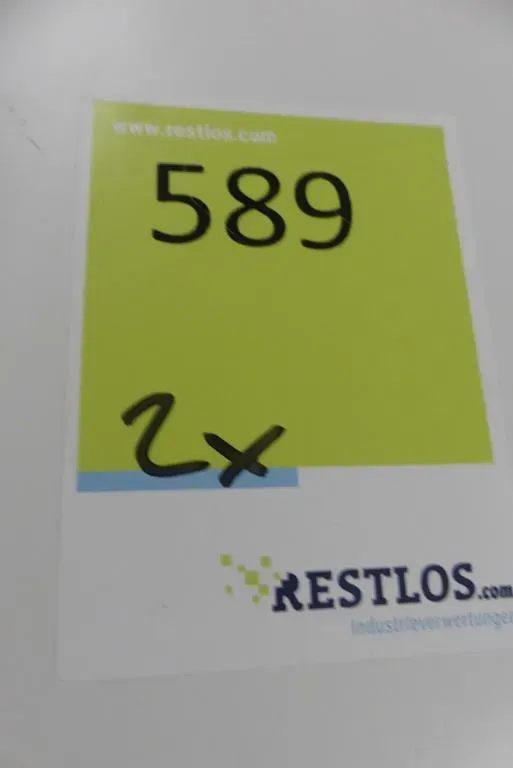 www.restlos.com
589
2x
RESTLOS.com
Industrieverwertungen